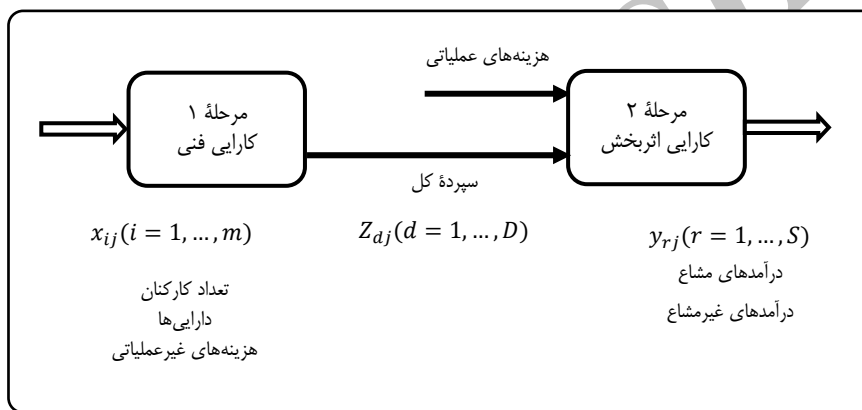 هزینه‌های عملیاتی
مرحلهٔ ۱
کارایی فنی
مرحلهٔ ۲
کارایی اثربخش
سپردهٔ کل
x_{ij}(i = 1, ..., m)
Z_{dj}(d = 1, ..., D)
y_{rj}(r = 1, ..., S)
درآمدهای مشاع
درآمدهای غیرمشاع
تعداد کارکنان
دارایی‌ها
هزینه‌های غیرعملیاتی